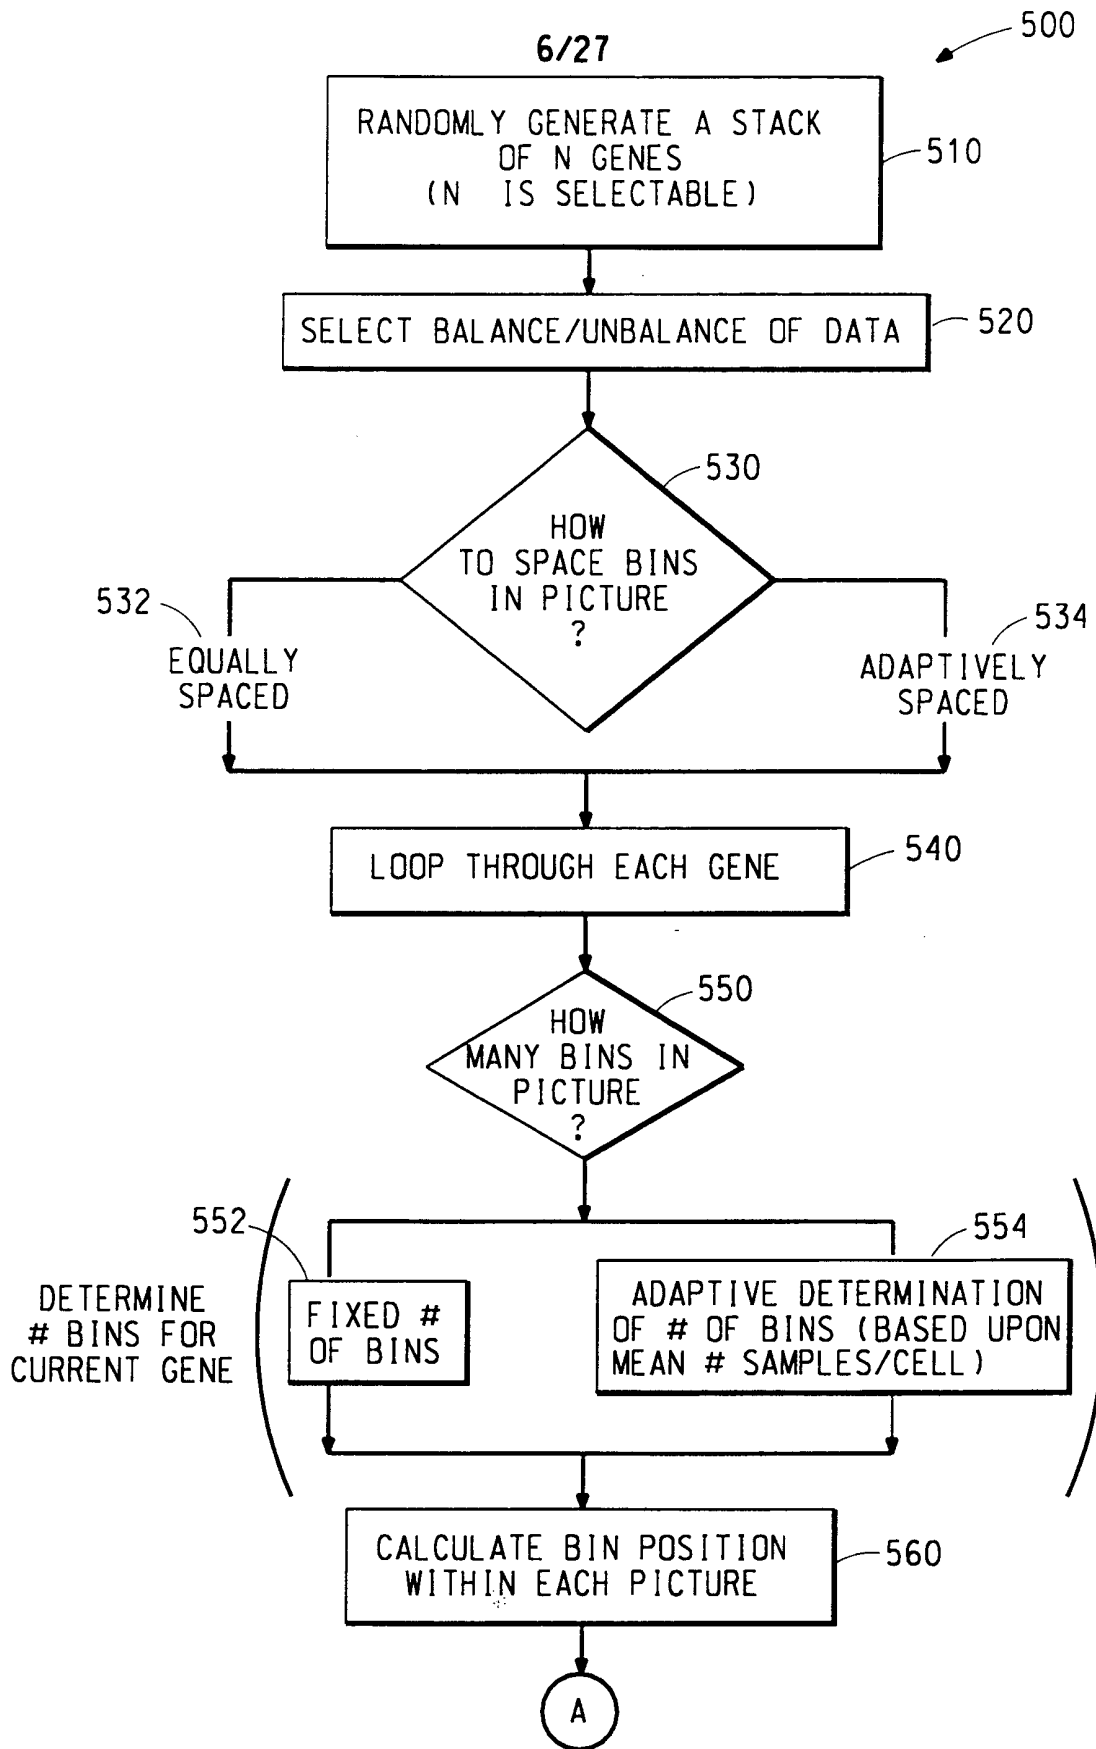 6/27
500
RANDOMLY GENERATE A STACK
OF N GENES
(N IS SELECTABLE)
510
SELECT BALANCE/UNBALANCE OF DATA
520
530
HOW
TO SPACE BINS
IN PICTURE
?
532
EQUALLY
SPACED
534
ADAPTIVELY
SPACED
LOOP THROUGH EACH GENE
540
550
HOW
MANY BINS IN
PICTURE
?
DETERMINE
# BINS FOR
CURRENT GENE
552
FIXED #
OF BINS
554
ADAPTIVE DETERMINATION
OF # OF BINS (BASED UPON
MEAN # SAMPLES/CELL)
CALCULATE BIN POSITION
WITHIN EACH PICTURE
560
A